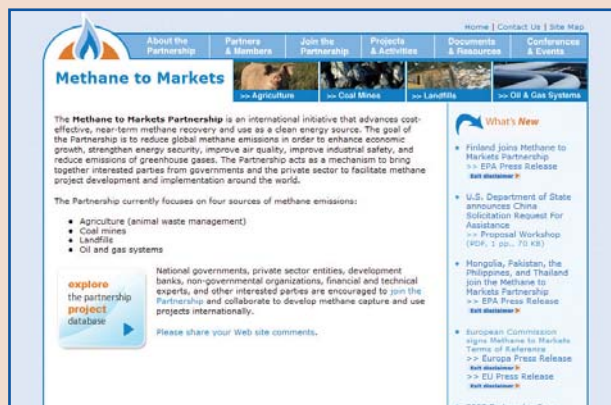 Home | Contact Us | Site Map
About the Partnership
Partners & Members
Join the Partnership
Projects & Activities
Documents & Resources
Conferences & Events
Methane to Markets
>> Agriculture
>> Coal Mines
>> Landfills
>> Oil & Gas Systems
The Methane to Markets Partnership is an international initiative that advances cost-
effective, near-term methane recovery and use as a clean energy source. The goal of
the Partnership is to reduce global methane emissions in order to enhance economic
growth, strengthen energy security, improve air quality, improve industrial safety, and
reduce emissions of greenhouse gases. The Partnership acts as a mechanism to bring
together interested parties from governments and the private sector to facilitate methane
project development and implementation around the world.
The Partnership currently focuses on four sources of methane emissions:
• Agriculture (animal waste management)
• Coal mines
• Landfills
• Oil and gas systems
explore
the partnership
project
database
National governments, private sector entities, development
banks, non-governmental organizations, financial and technical
experts, and other interested parties are encouraged to join the
Partnership and collaborate to develop methane capture and use
projects internationally.
Please share your Web site comments.
What's New
• Finland joins Methane to
Markets Partnership
>> EPA Press Release
Exit disclaimer
• U.S. Department of State
announces China
Solicitation Request For
Assistance
>> Proposal Workshop
(PDF, 1 pp., 70 KB)
• Mongolia, Pakistan, the
Philippines, and Thailand
join the Methane to
Markets Partnership
>> EPA Press Release
Exit disclaimer
• European Commission
signs Methane to Markets
Terms of Reference
>> Europa Press Release
Exit disclaimer
>> EU Press Release
Exit disclaimer